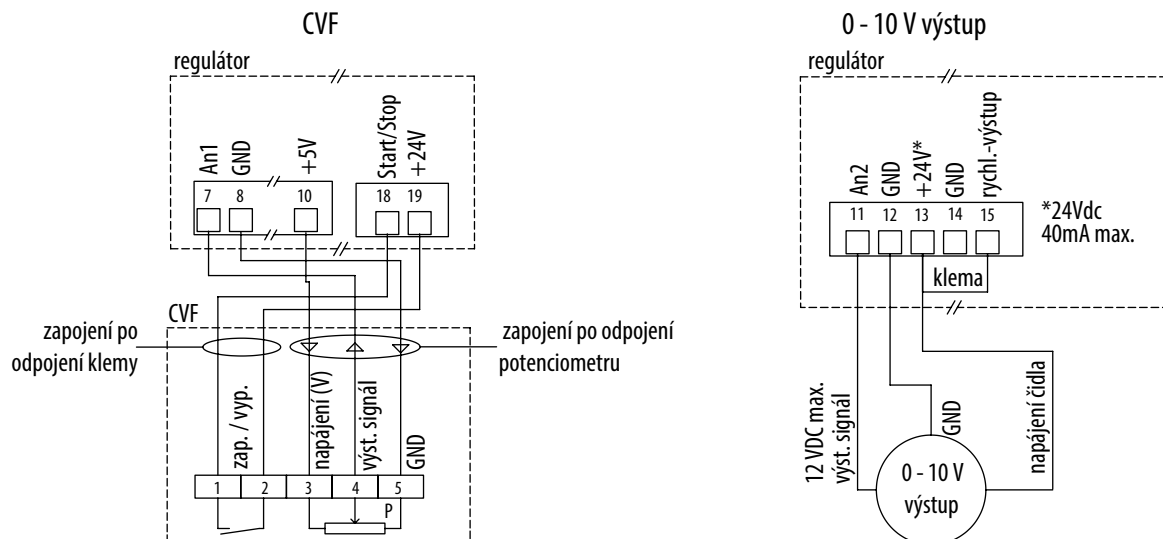 CVF
regulátor
An1
GND
+5V
Start/Stop
+24V
7
8
10
18
19
CVF
zapojení po
odpojení klemy
zapojení po odpojení
potenciometru
zap. / vyp.
napájení (V)
výst. signál
GND
1
2
3
4
5
P
0 - 10 V výstup
regulátor
An2
GND
+24V*
GND
rychl.-výstup
11
12
13
14
15
*24Vdc
40mA max.
klema
12 VDC max.
výst. signál
GND
napájení čidla
0 - 10 V
výstup